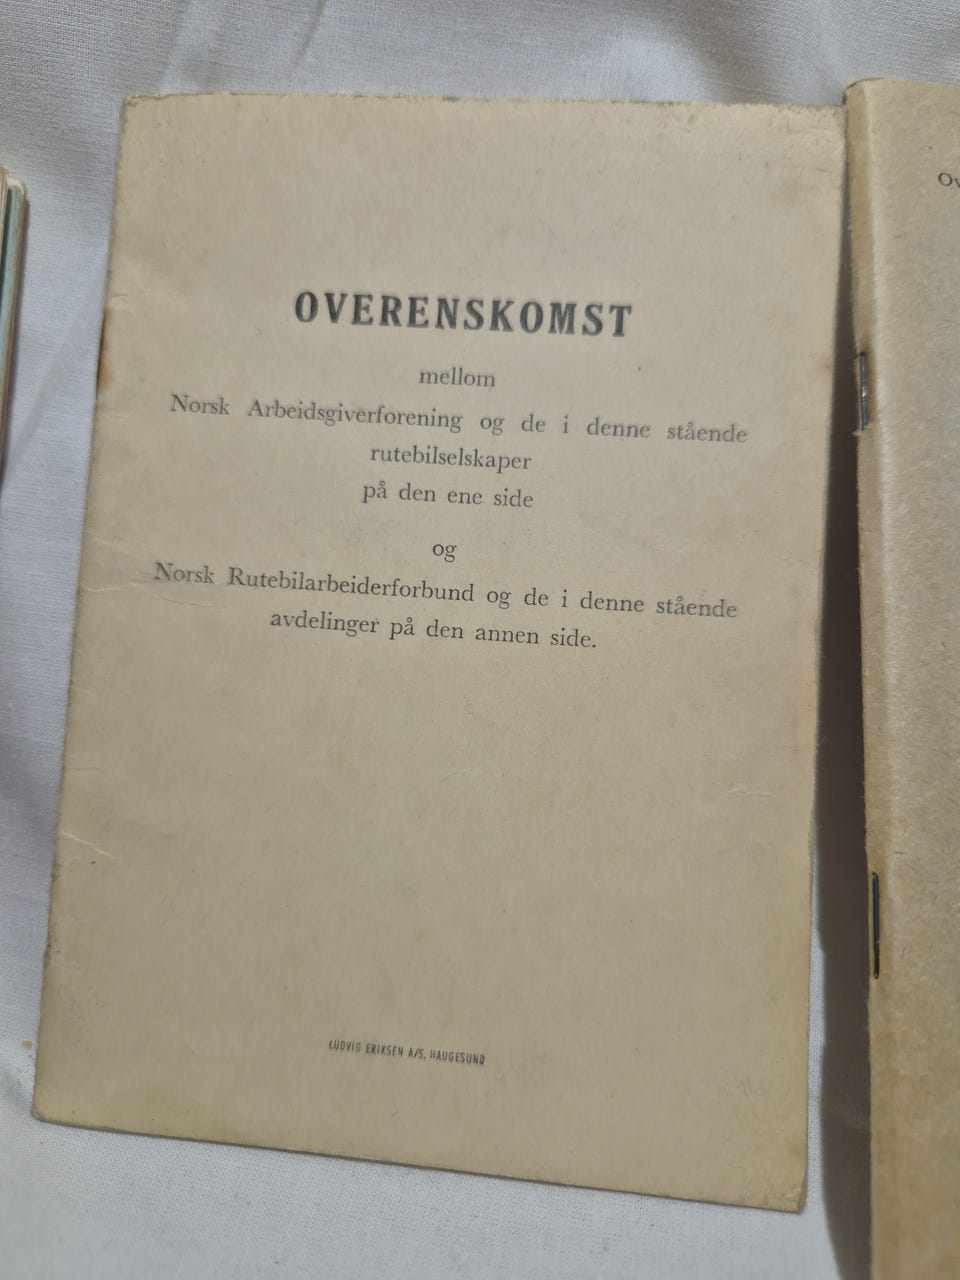 OVERENSKOMST
mellom
Norsk Arbeidsgiverforening og de i denne stående
rutebilselskaper
på den ene side
og
Norsk Rutebilarbeiderforbund og de i denne stående
avdelinger på den annen side.
LUDVIG ERIKSEN A/S, HAUGESUND